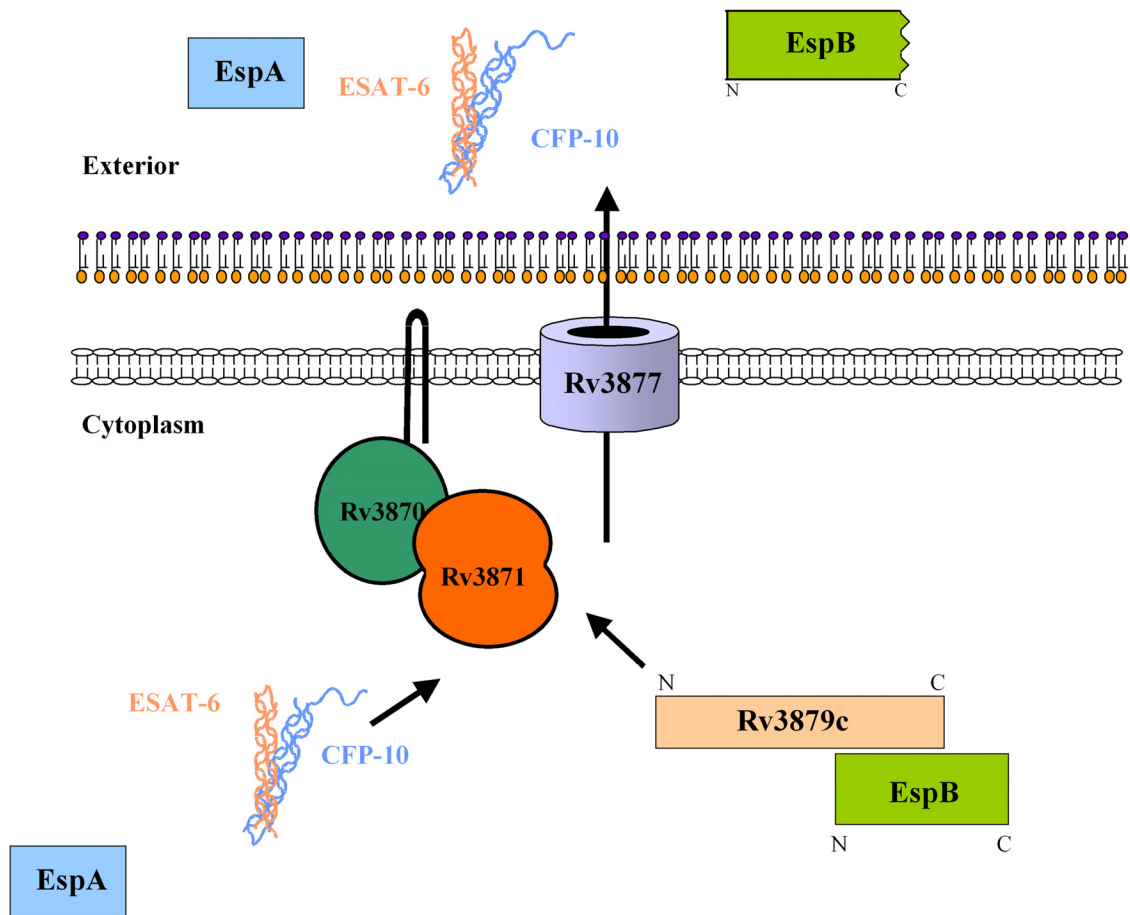 EspB
EspA
ESAT-6
N
C
CFP-10
Exterior
Rv3877
Cytoplasm
Rv3870
Rv3871
N
C
ESAT-6
Rv3879c
CFP-10
EspB
N
C
EspA